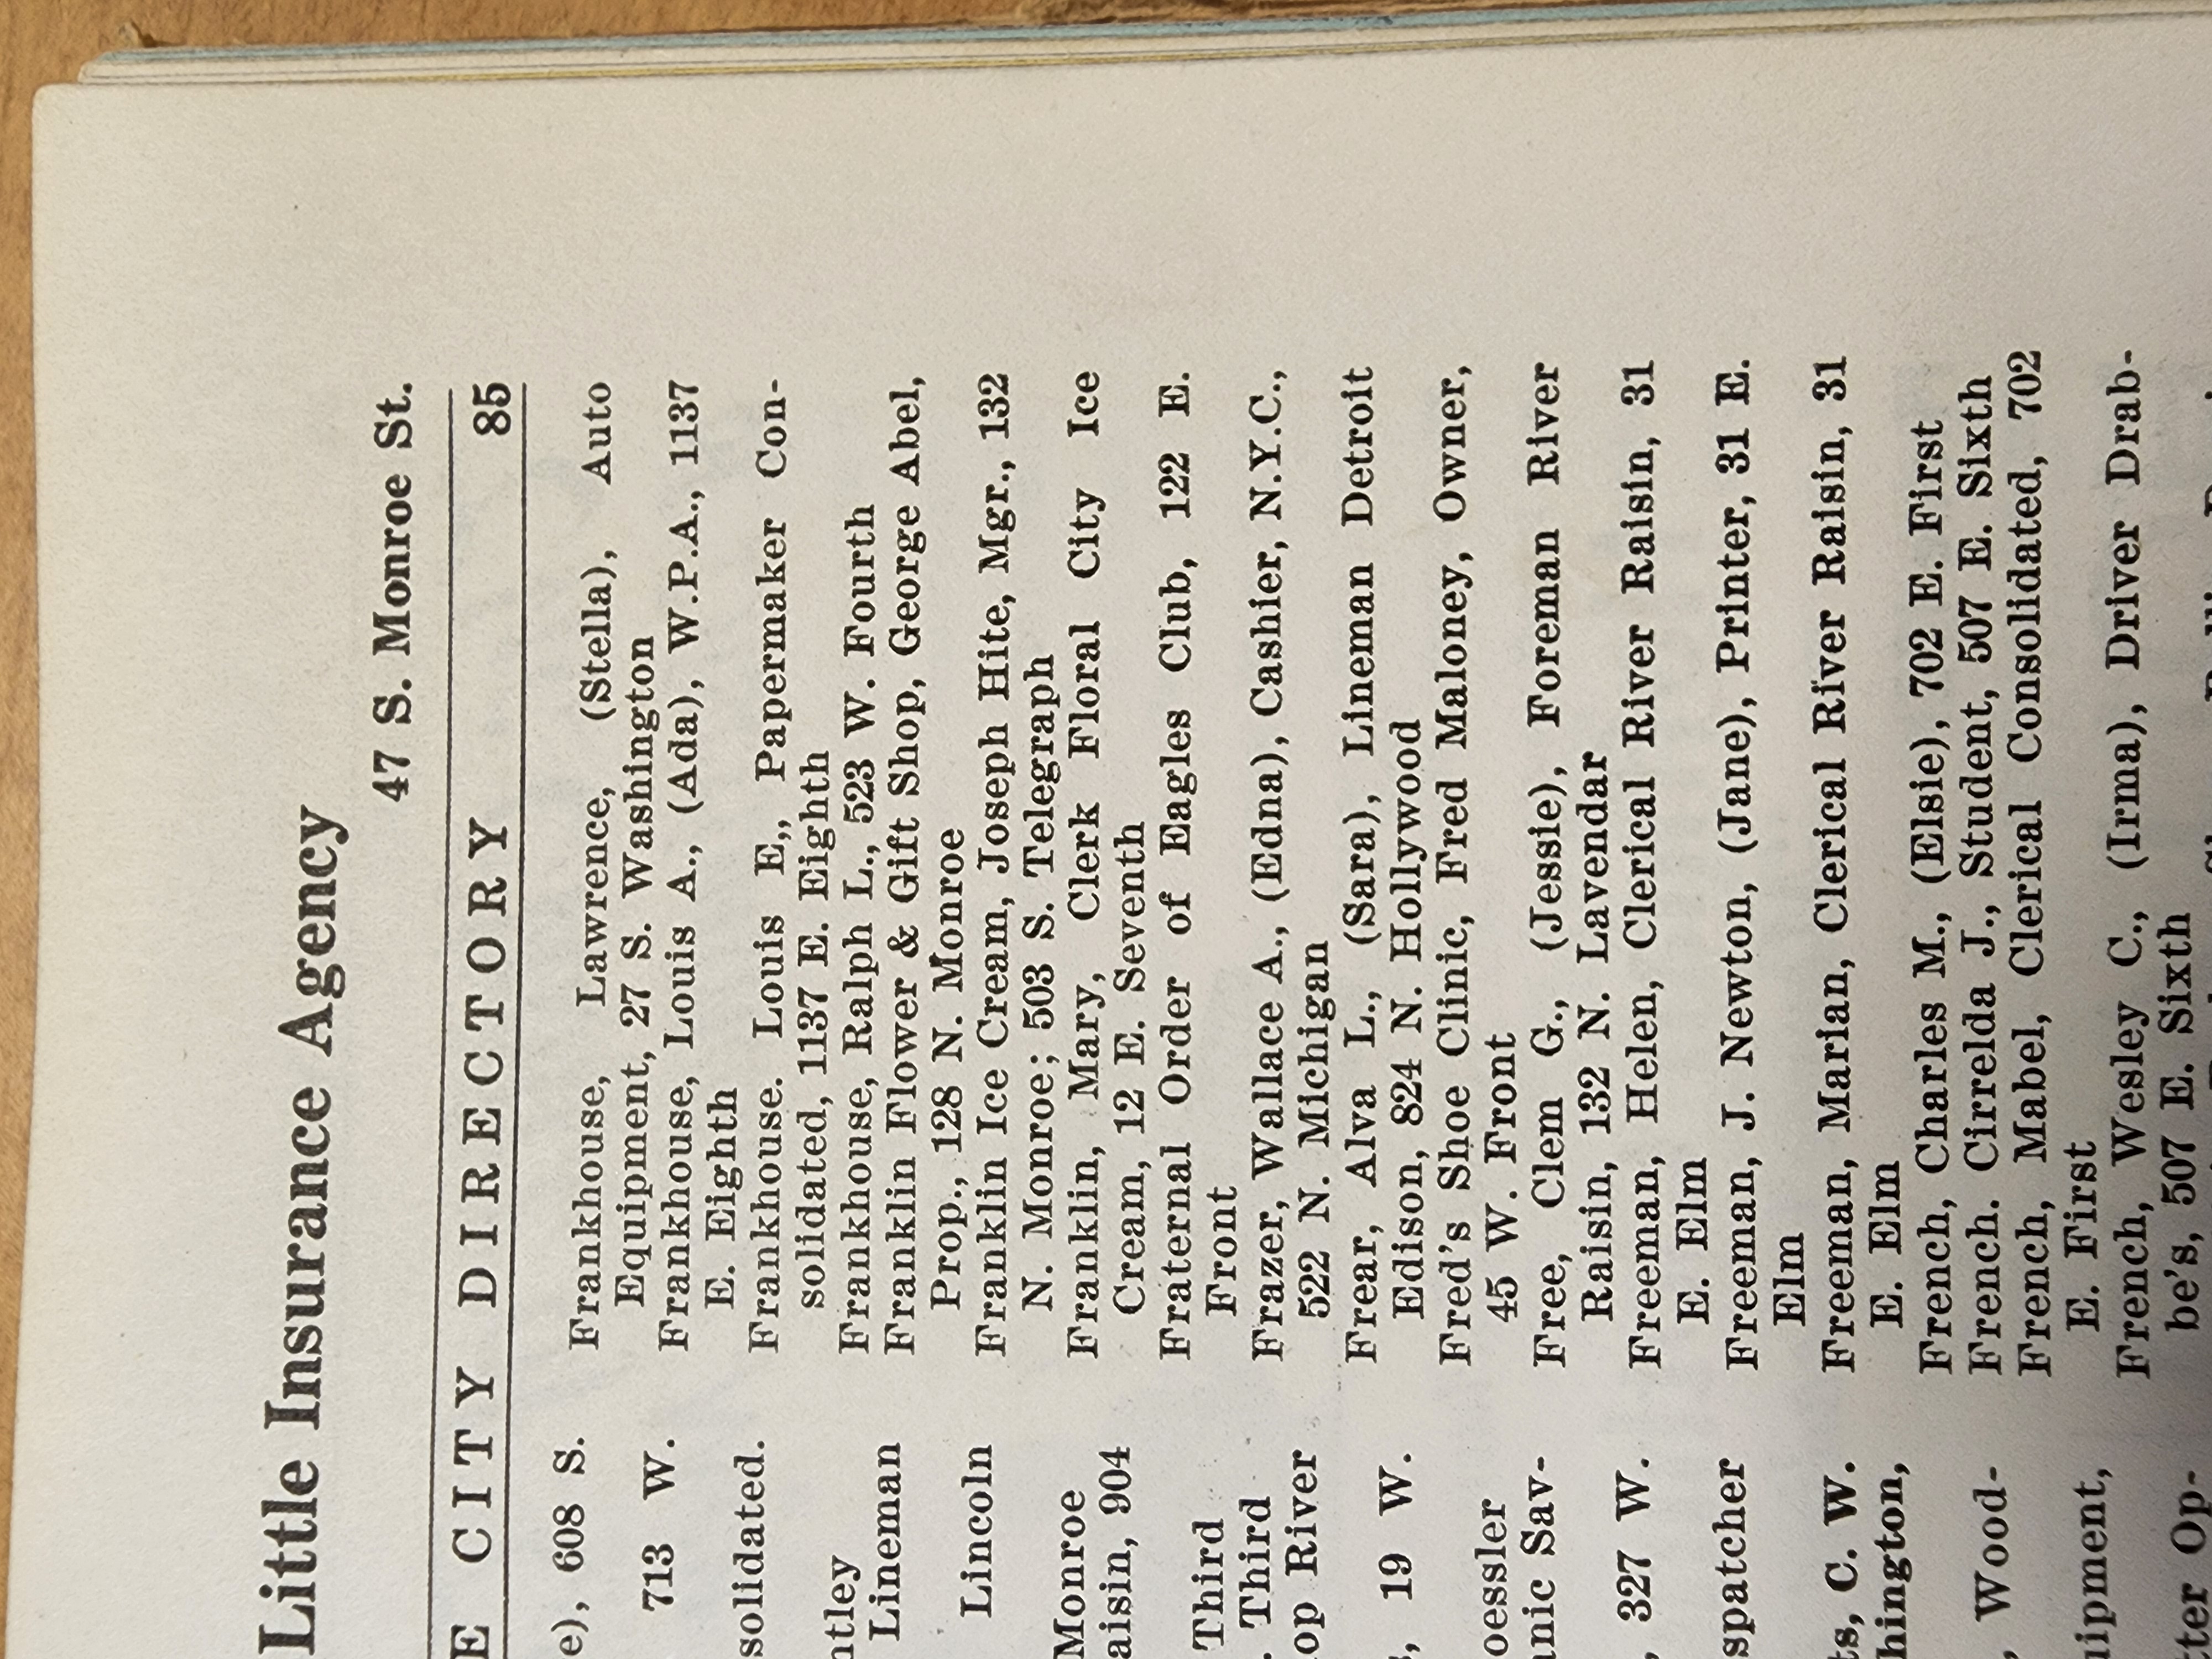 Little Insurance Agency
47 S. Monroe St.
E CITY DIRECTORY 85
e), 608 S.
713 W.
solidated.
ntley
Lineman
Lincoln
Monroe
aisin, 904
Third
. Third
op River
, 19 W.
oessler
anic Sav-
, 327 W.
spatcher
ts, C. W.
hington,
, Wood-
uipment,
ter Op-
Frankhouse, Lawrence, (Stella), Auto
Equipment, 27 S. Washington
Frankhouse, Louis A., (Ada), W.P.A., 1137
E. Eighth
Frankhouse. Louis E,, Papermaker Con-
solidated, 1137 E. Eighth
Frankhouse, Ralph L., 523 W. Fourth
Franklin Flower & Gift Shop, George Abel,
Prop., 128 N. Monroe
Franklin Ice Cream, Joseph Hite, Mgr., 132
N. Monroe; 503 S. Telegraph
Franklin, Mary, Clerk Floral City Ice
Cream, 12 E. Seventh
Fraternal Order of Eagles Club, 122 E.
Front
Frazer, Wallace A., (Edna), Cashier, N.Y.C.,
522 N. Michigan
Frear, Alva L., (Sara), Lineman Detroit
Edison, 824 N. Hollywood
Fred's Shoe Clinic, Fred Maloney, Owner,
45 W. Front
Free, Clem G., (Jessie), Foreman River
Raisin, 132 N. Lavendar
Freeman, Helen, Clerical River Raisin, 31
E. Elm
Freeman, J. Newton, (Jane), Printer, 31 E.
Elm
Freeman, Marian, Clerical River Raisin, 31
E. Elm
French, Charles M., (Elsie), 702 E. First
French. Cirrelda J., Student, 507 E. Sixth
French, Mabel, Clerical Consolidated, 702
E. First
French, Wesley C., (Irma), Driver Drab-
be's, 507 E. Sixth